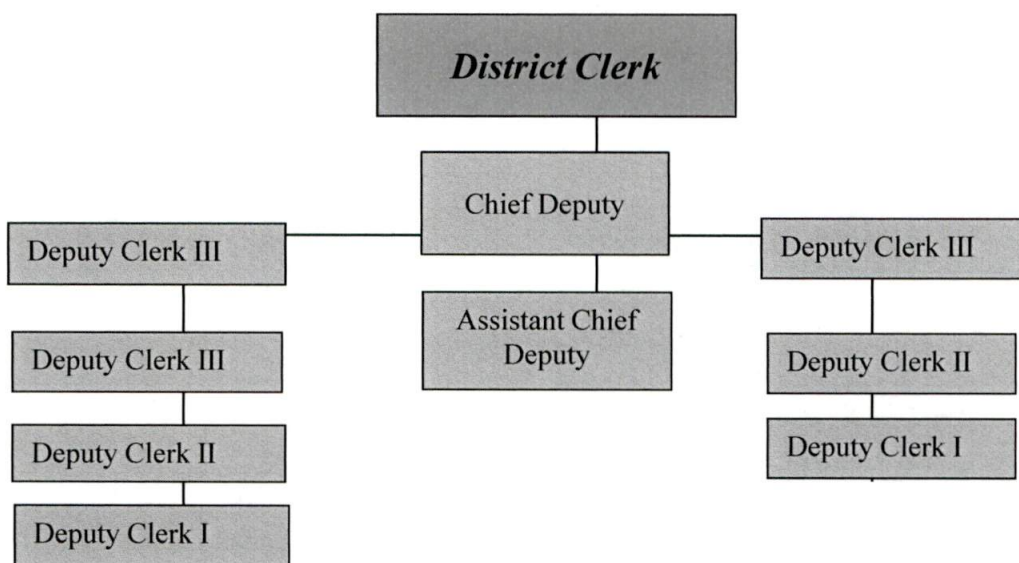 District Clerk
Chief Deputy
Deputy Clerk III
Deputy Clerk III
Assistant Chief
Deputy
Deputy Clerk III
Deputy Clerk II
Deputy Clerk II
Deputy Clerk I
Deputy Clerk I